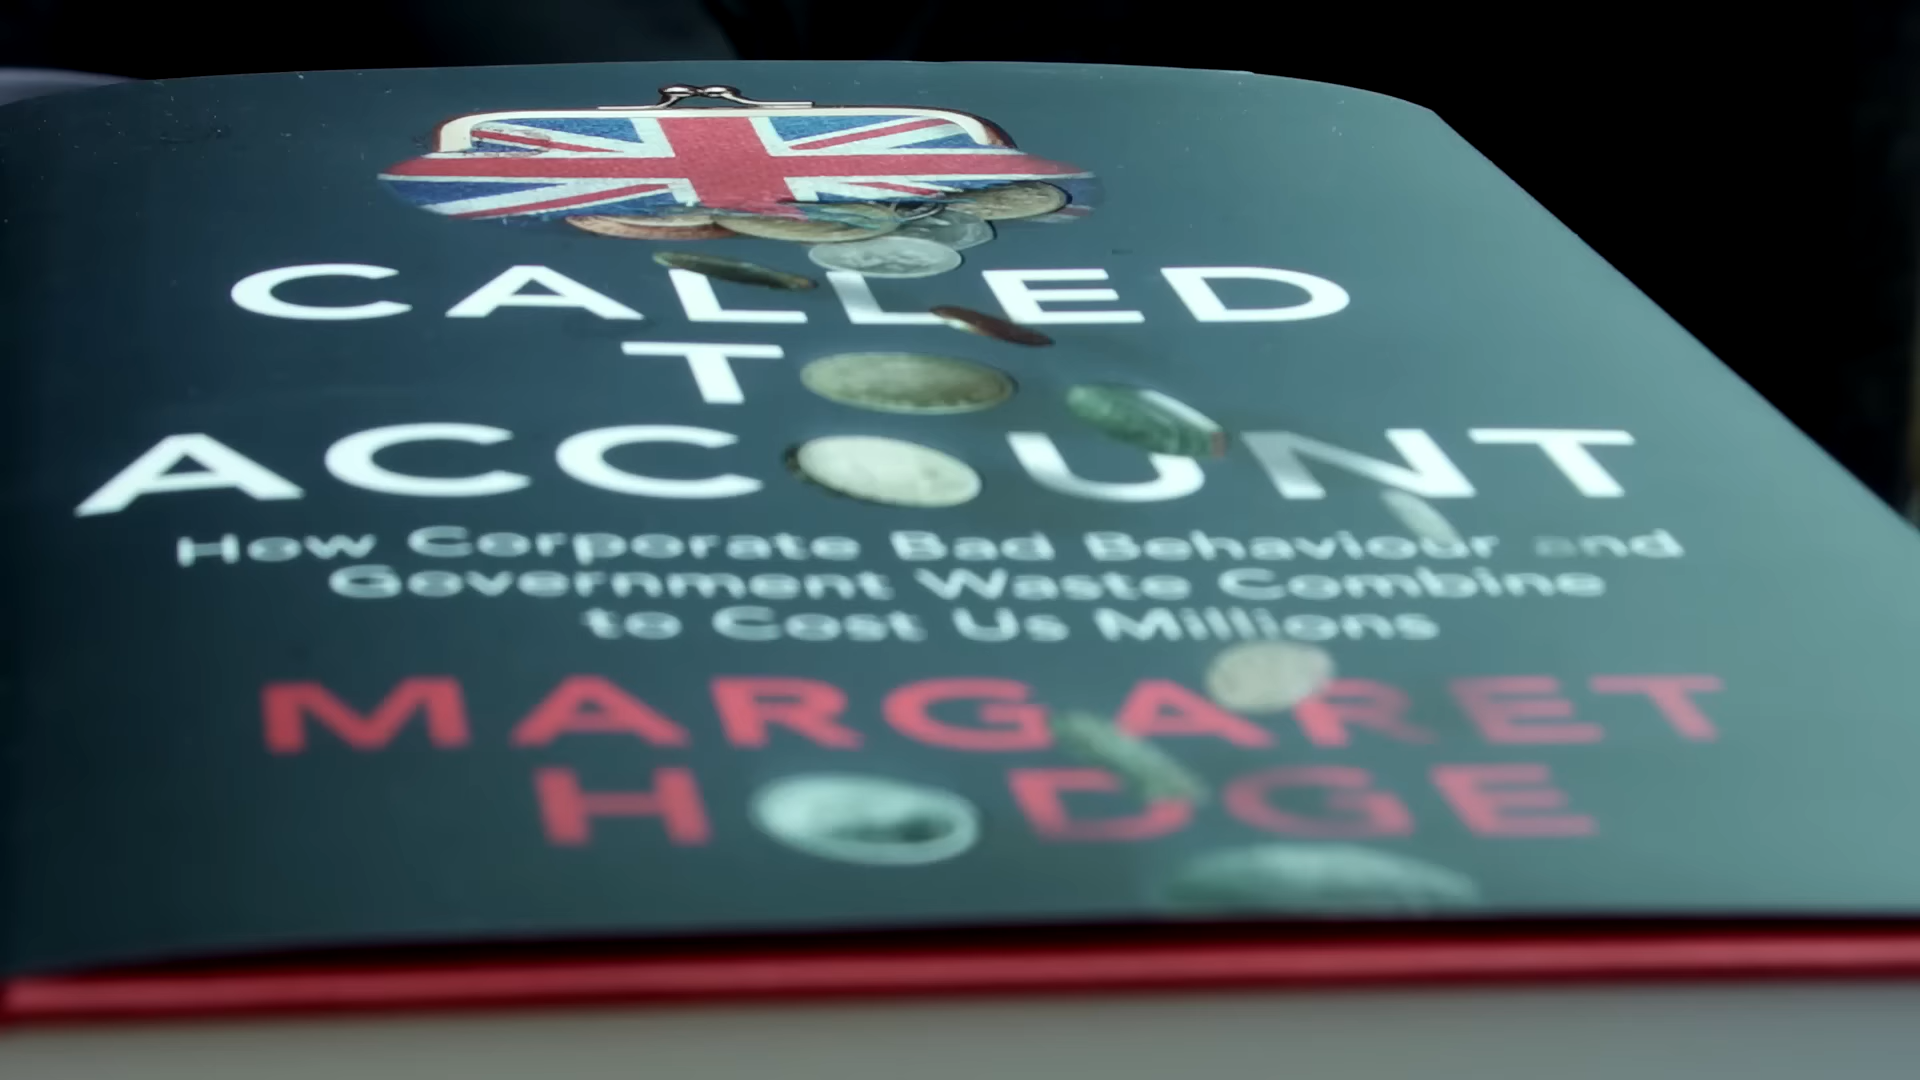 CALLED
TO
ACCOUNT
How Corporate Bad Behaviour and
Government Waste Combine
to Cost Us Millions
MARGARET
HODGE